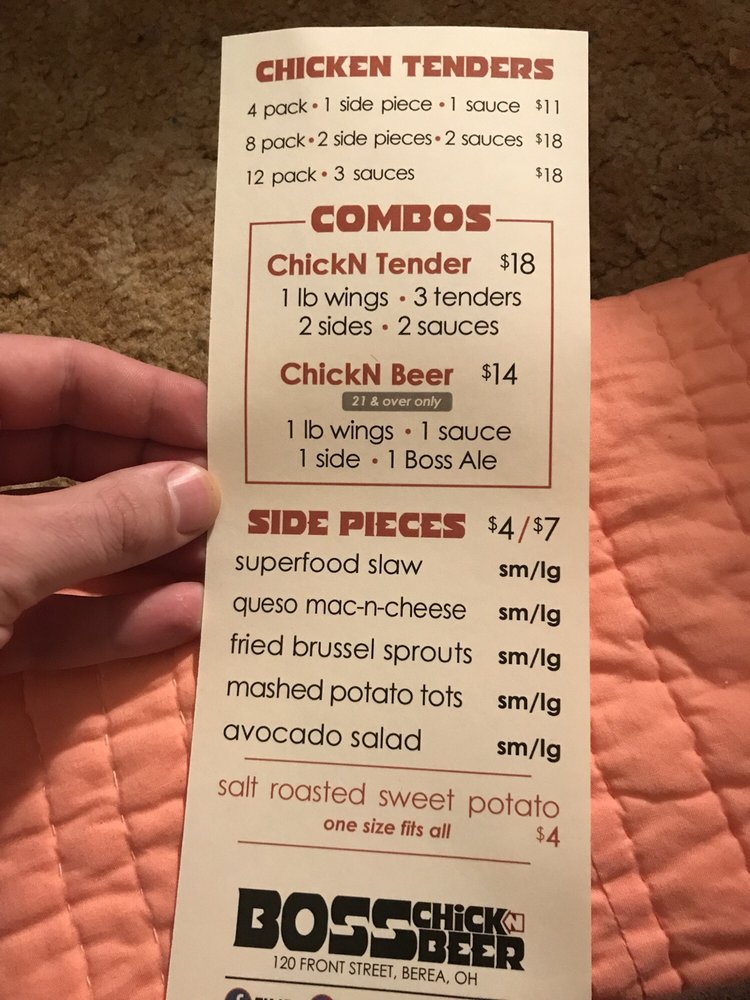 CHICKEN TENDERS
4 pack • 1 side piece • 1 sauce $11
8 pack • 2 side pieces • 2 sauces $18
12 pack • 3 sauces $18
COMBOS
ChickN Tender $18
1 lb wings • 3 tenders
2 sides • 2 sauces
ChickN Beer $14
21 & over only
1 lb wings • 1 sauce
1 side • 1 Boss Ale
SIDE PIECES $4/$7
superfood slaw sm/lg
queso mac-n-cheese sm/lg
fried brussel sprouts sm/lg
mashed potato tots sm/lg
avocado salad sm/lg
salt roasted sweet potato
one size fits all $4
BOSS CHICKN
BEER
120 FRONT STREET, BEREA, OH